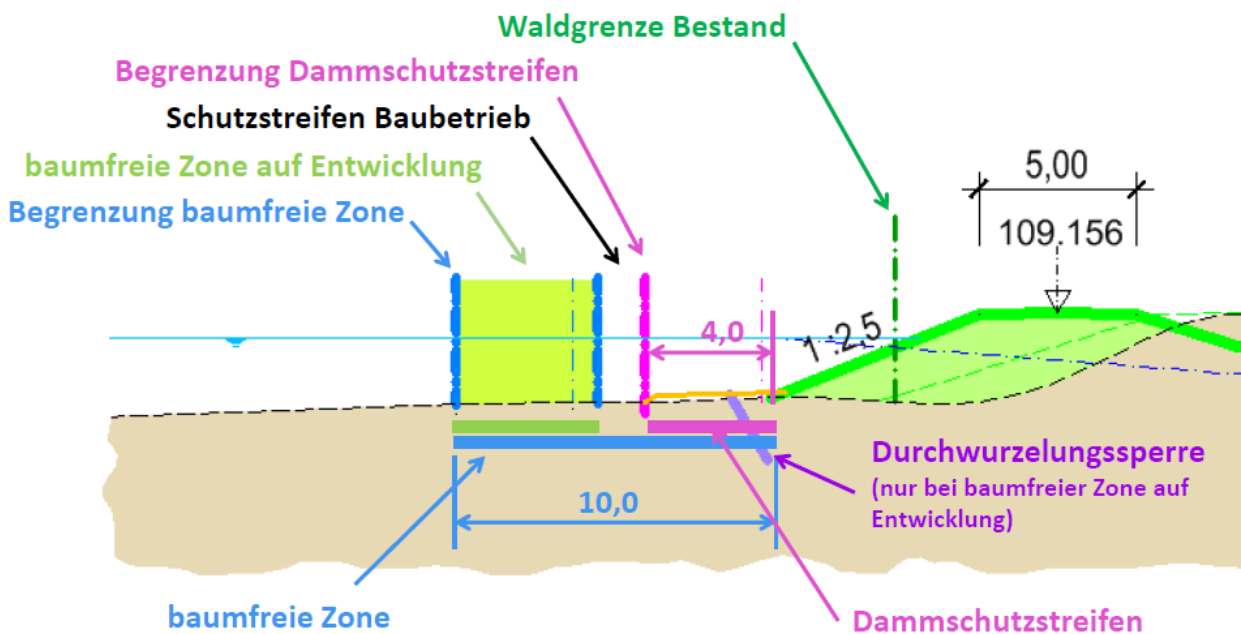 Waldgrenze Bestand
Begrenzung Dammschutzstreifen
Schutzstreifen Baubetrieb
baumfreie Zone auf Entwicklung
Begrenzung baumfreie Zone
5,00
109.156
4,0
1:2,5
Durchwurzelungssperre
(nur bei baumfreier Zone auf
Entwicklung)
10,0
baumfreie Zone
Dammschutzstreifen